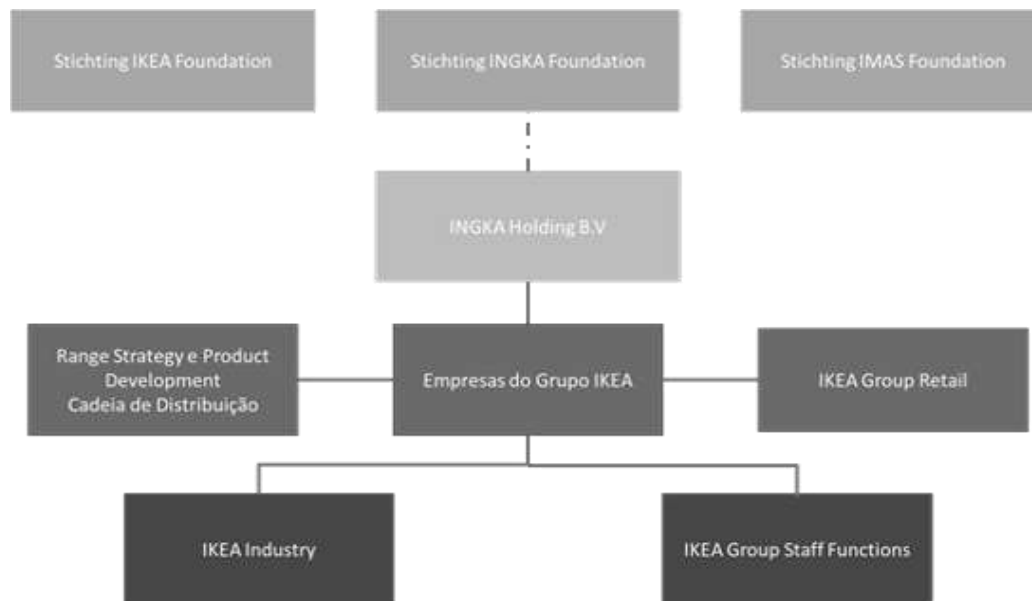 Stichting IKEA Foundation
Stichting INGKA Foundation
Stichting IMAS Foundation
INGKA Holding B.V
Range Strategy e Product
Development
Cadeia de Distribuição
Empresas do Grupo IKEA
IKEA Group Retail
IKEA Industry
IKEA Group Staff Functions